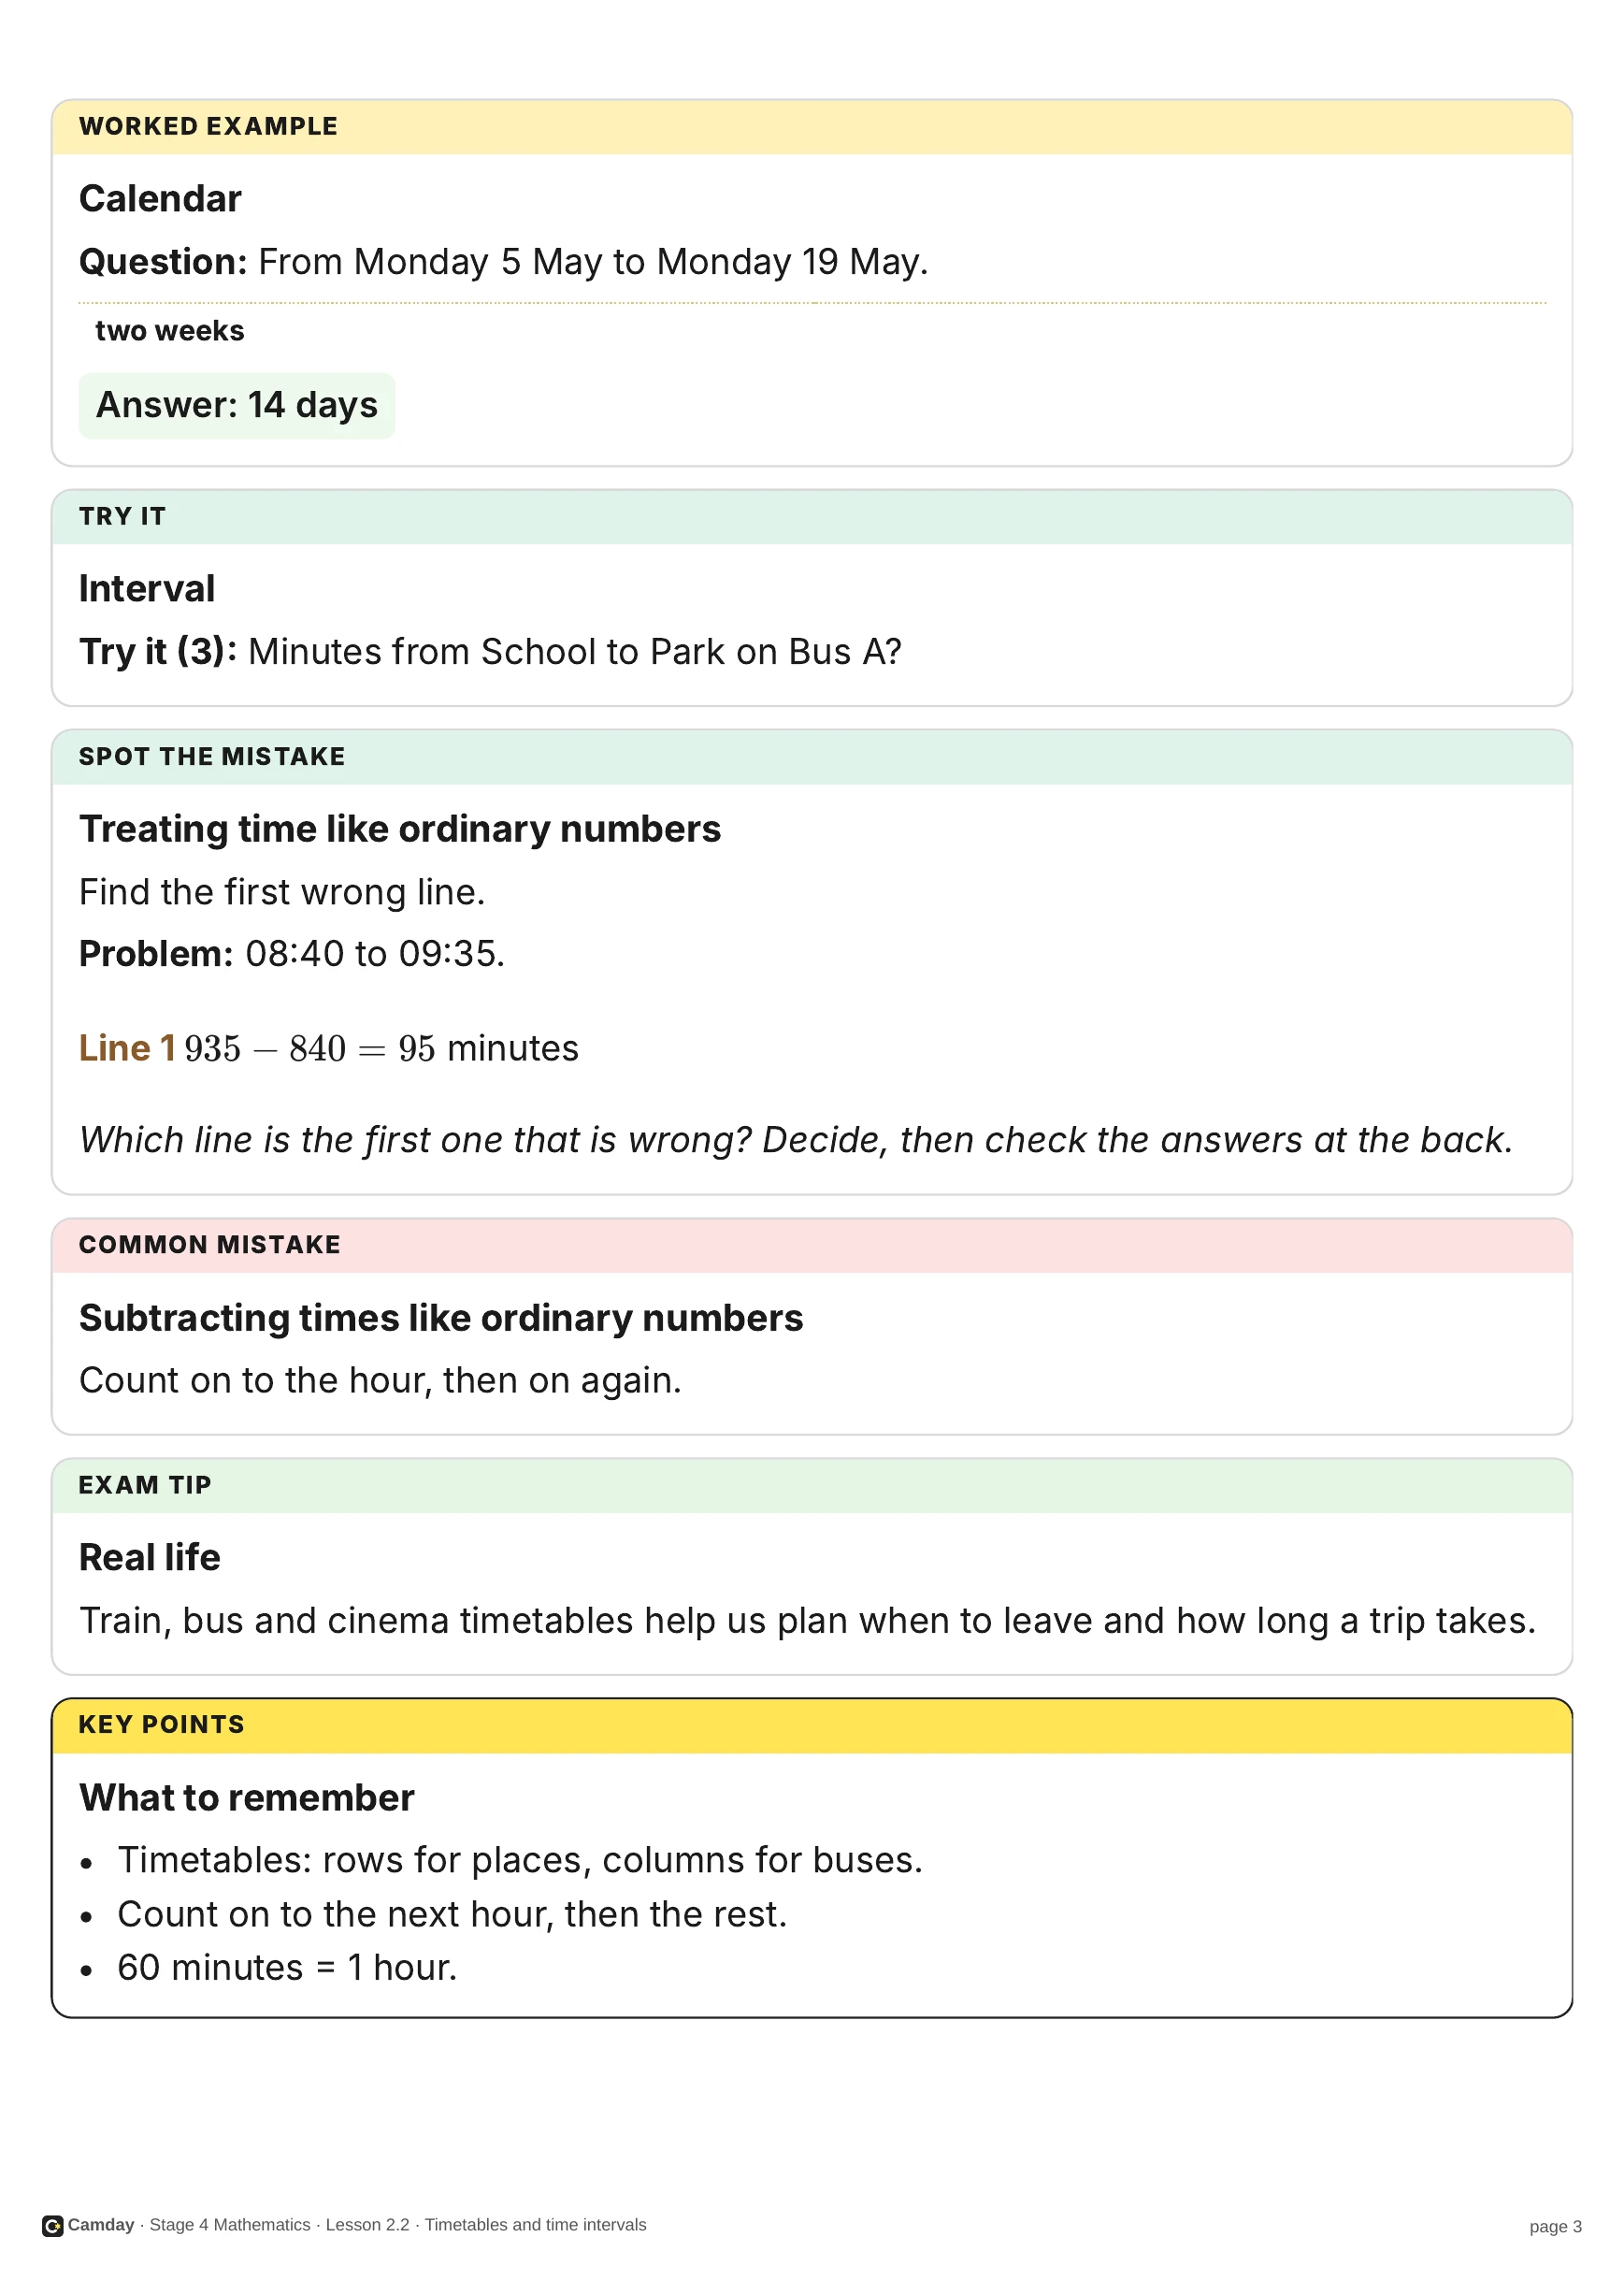 WORKED EXAMPLE
Calendar
Question: From Monday 5 May to Monday 19 May.
two weeks
Answer: 14 days
TRY IT
Interval
Try it (3): Minutes from School to Park on Bus A?
SPOT THE MISTAKE
Treating time like ordinary numbers
Find the first wrong line.
Problem: 08:40 to 09:35.
Line 1 935 − 840 = 95 minutes
Which line is the first one that is wrong? Decide, then check the answers at the back.
COMMON MISTAKE
Subtracting times like ordinary numbers
Count on to the hour, then on again.
EXAM TIP
Real life
Train, bus and cinema timetables help us plan when to leave and how long a trip takes.
KEY POINTS
What to remember
• Timetables: rows for places, columns for buses.
• Count on to the next hour, then the rest.
• 60 minutes = 1 hour.
Camday · Stage 4 Mathematics · Lesson 2.2 · Timetables and time intervals
page 3